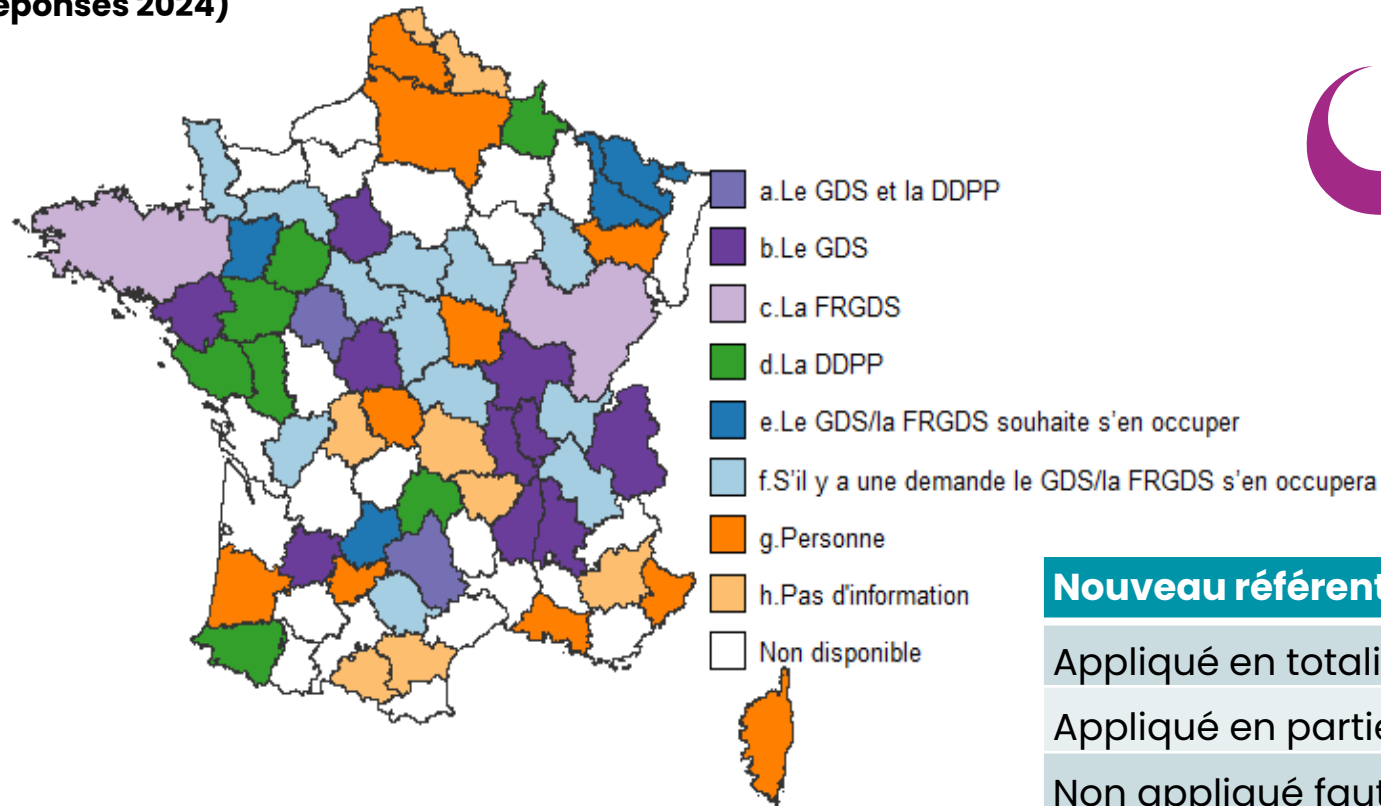 éponses 2024)
a.Le GDS et la DDPP
b.Le GDS
c.La FRGDS
d.La DDPP
e.Le GDS/la FRGDS souhaite s'en occuper
f.S'il y a une demande le GDS/la FRGDS s'en occupera
g.Personne
h.Pas d'information
Non disponible
Nouveau référent
Appliqué en totali
Appliqué en partie
Non appliqué faut